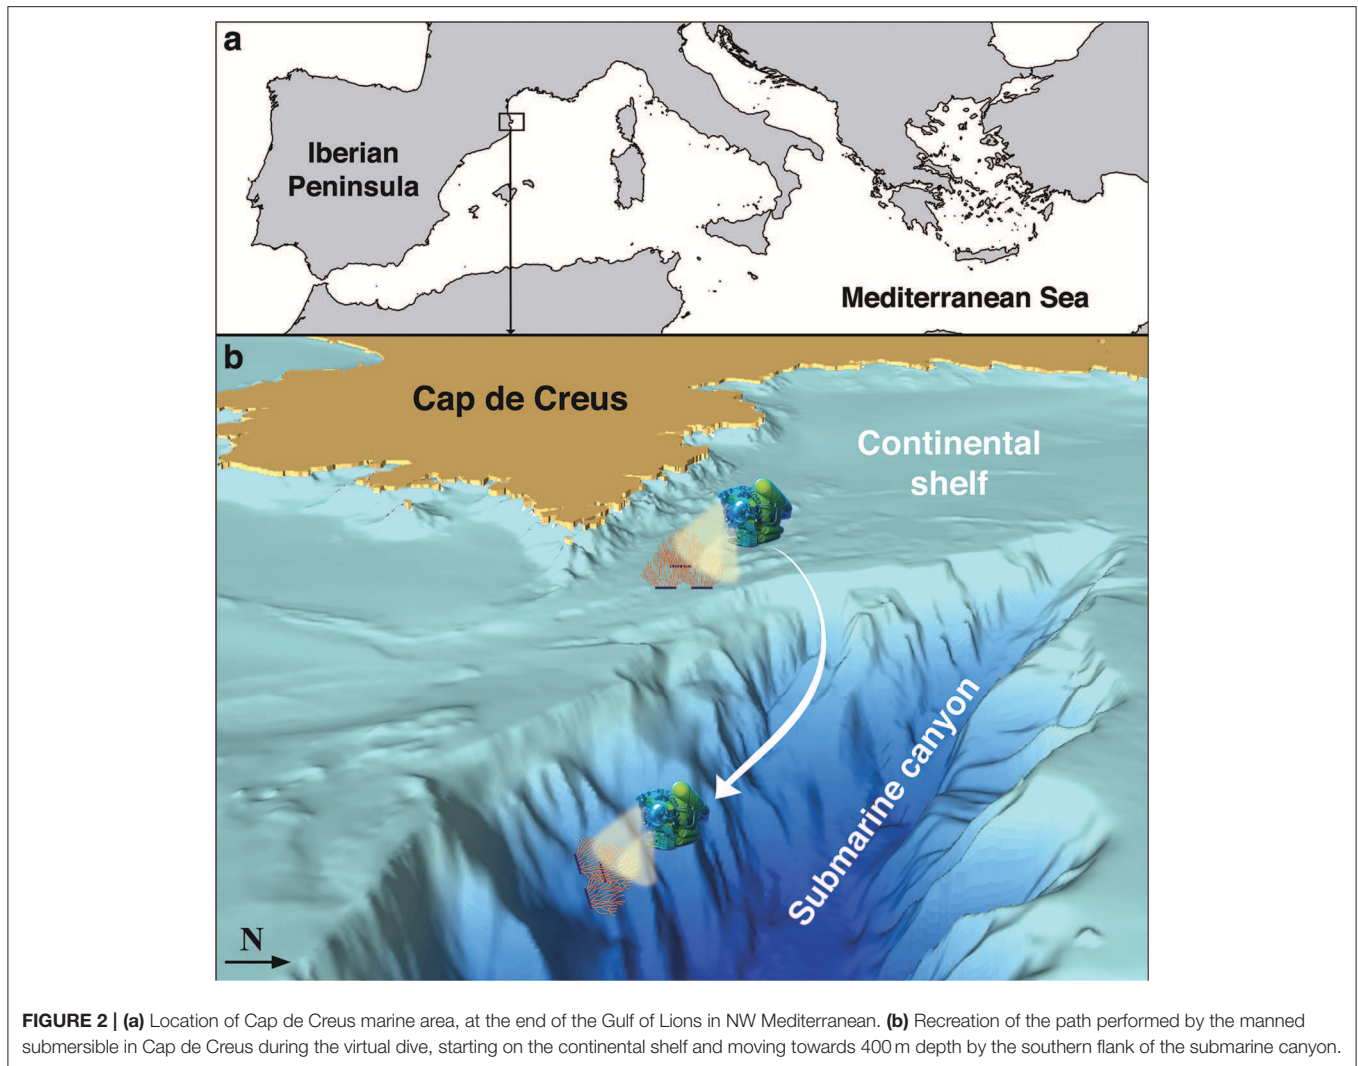 a
Iberian
Peninsula
Mediterranean Sea
b
Cap de Creus
Continental
shelf
Submarine canyon
N
FIGURE 2 | (a) Location of Cap de Creus marine area, at the end of the Gulf of Lions in NW Mediterranean. (b) Recreation of the path performed by the manned
submersible in Cap de Creus during the virtual dive, starting on the continental shelf and moving towards 400 m depth by the southern flank of the submarine canyon.